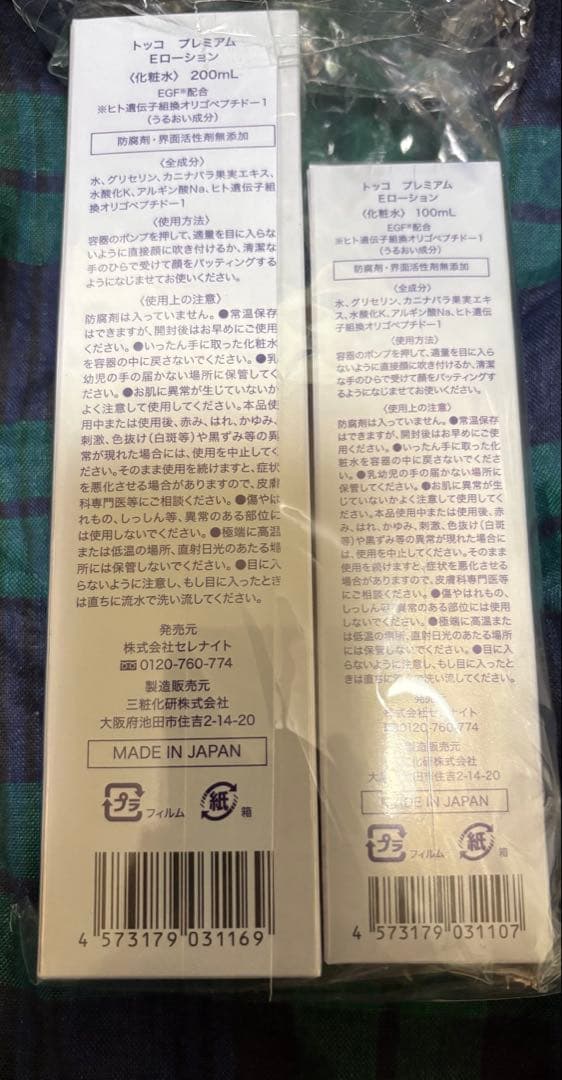 トッコ プレミアム
Eローション
〈化粧水〉 200mL
EGF※配合
※ヒト遺伝子組換オリゴペプチドー1
(うるおい成分)
防腐剤・界面活性剤無添加
〈全成分〉
水、グリセリン、カニナバラ果実エキス、
水酸化K、アルギン酸Na、ヒト遺伝子組
換オリゴペプチドー1
〈使用方法〉
容器のポンプを押して、適量を目に入らな
いように直接顔に吹き付けるか、清潔な
手のひらで受けて顔をパッティングする
ようになじませてお使いください。
〈使用上の注意〉
防腐剤は入っていません。●常温保存
はできますが、開封後はお早めにご使用
ください。●いったん手に取った化粧水
を容器の中に戻さないでください。●乳
幼児の手の届かない場所に保管してく
ださい。●お肌に異常が生じていないか
よく注意して使用してください。本品使
用中または使用後、赤み、はれ、かゆみ、
刺激、色抜け(白斑等)や黒ずみ等の異
常が現れた場合には、使用を中止してく
ださい。そのまま使用を続けますと、症状
を悪化させる場合がありますので、皮膚
科専門医等にご相談ください。●傷やは
れもの、しっしん等、異常のある部位に
は使用しないでください。●極端に高温
または低温の場所、直射日光のあたる場
所には保管しないでください。●目に入
らないように注意し、もし目に入ったとき
は直ちに流水で洗い流してください。
発売元
株式会社セレナイト
0120-760-774
製造販売元
三粧化研株式会社
大阪府池田市住吉2-14-20
MADE IN JAPAN
プラ フィルム 紙 箱
4 573179 031169
トッコ プレミアム
Eローション
〈化粧水〉 100mL
EGF※配合
※ヒト遺伝子組換オリゴペプチドー1
(うるおい成分)
防腐剤・界面活性剤無添加
〈全成分〉
水、グリセリン、カニナバラ果実エキ
ス、水酸化K、アルギン酸Na、ヒト遺伝
子組換オリゴペプチドー1
〈使用方法〉
容器のポンプを押して、適量を目に入ら
ないように直接顔に吹き付けるか、清潔
な手のひらで受けて顔をパッティングす
るようになじませてお使いください。
〈使用上の注意〉
防腐剤は入っていません。●常温保存
はできますが、開封後はお早めにご使
用ください。●いったん手に取った化
粧水を容器の中に戻さないでくださ
い。●乳幼児の手の届かない場所に
保管してください。●お肌に異常が生
じていないかよく注意して使用してくだ
さい。本品使用中または使用後、赤
み、はれ、かゆみ、刺激、色抜け(白斑
等)や黒ずみ等の異常が現れた場合に
は、使用を中止してください。そのまま
使用を続けますと、症状を悪化させる
場合がありますので、皮膚科専門医等
にご相談ください。●傷やはれもの、
しっしん等、異常のある部位には使用
しないでください。●極端に高温また
は低温の場所、直射日光のあたる場所
には保管しないでください。●目に入
らないように注意し、もし目に入ったと
きは直ちに で洗い流してください。
発売
株式会社セレナイト
0120-760-774
製造販売元
化研株式会社
大阪 田市住吉2-14-20
MADE IN JAPAN
プラ フィルム 紙 箱
4 573179 031107